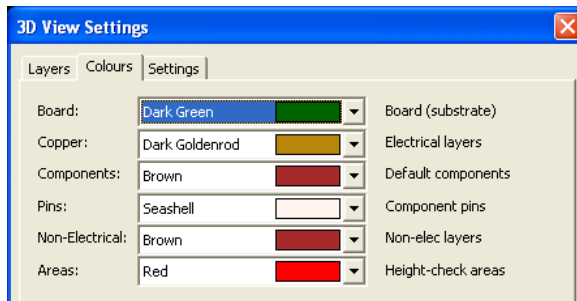 3D View Settings
Layers Colours Settings
Board: Dark Green Board (substrate)
Copper: Dark Goldenrod Electrical layers
Components: Brown Default components
Pins: Seashell Component pins
Non-Electrical: Brown Non-elec layers
Areas: Red Height-check areas